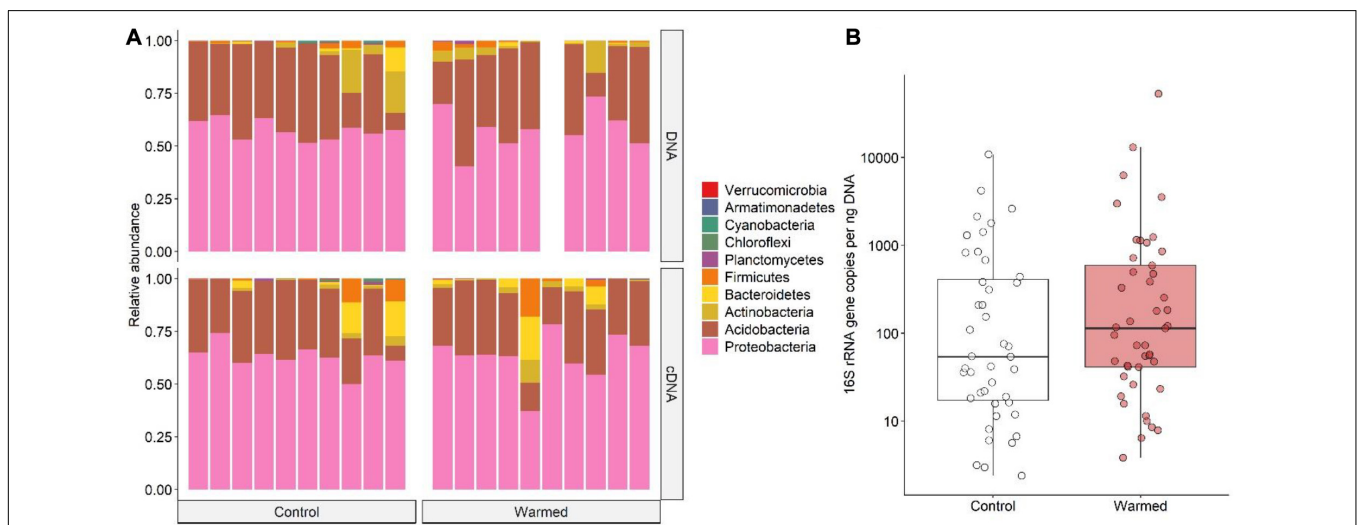 A
B
1.00
0.75
0.50
0.25
0.00
DNA
1.00
0.75
0.50
0.25
0.00
cDNA
Relative abundance
Control
Warmed
Verrucomicrobia
Armatimonadetes
Cyanobacteria
Chloroflexi
Planctomycetes
Firmicutes
Bacteroidetes
Actinobacteria
Acidobacteria
Proteobacteria
16S rRNA gene copies per ng DNA
10000
1000
100
10
Control
Warmed